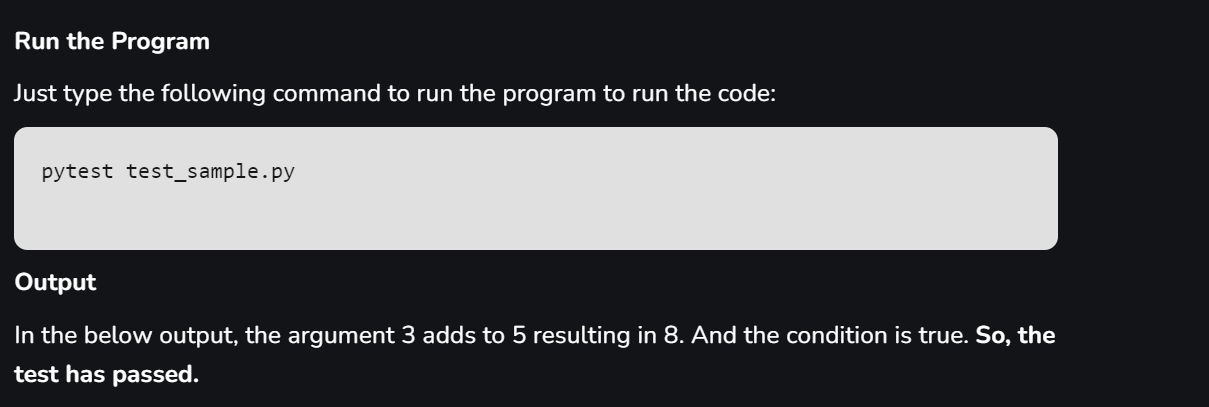 Run the Program
Just type the following command to run the program to run the code:
pytest test_sample.py
Output
In the below output, the argument 3 adds to 5 resulting in 8. And the condition is true. So, the
test has passed.